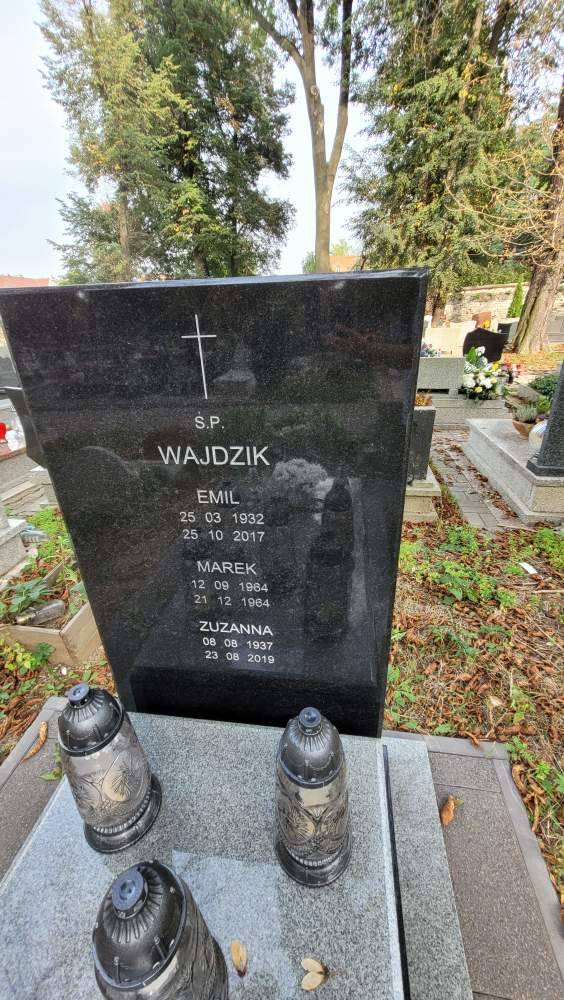 Ś.P.
WAJDZIK
EMIL
25 03 1932
25 10 2017
MAREK
12 09 1964
21 12 1964
ZUZANNA
08 08 1937
23 08 2019